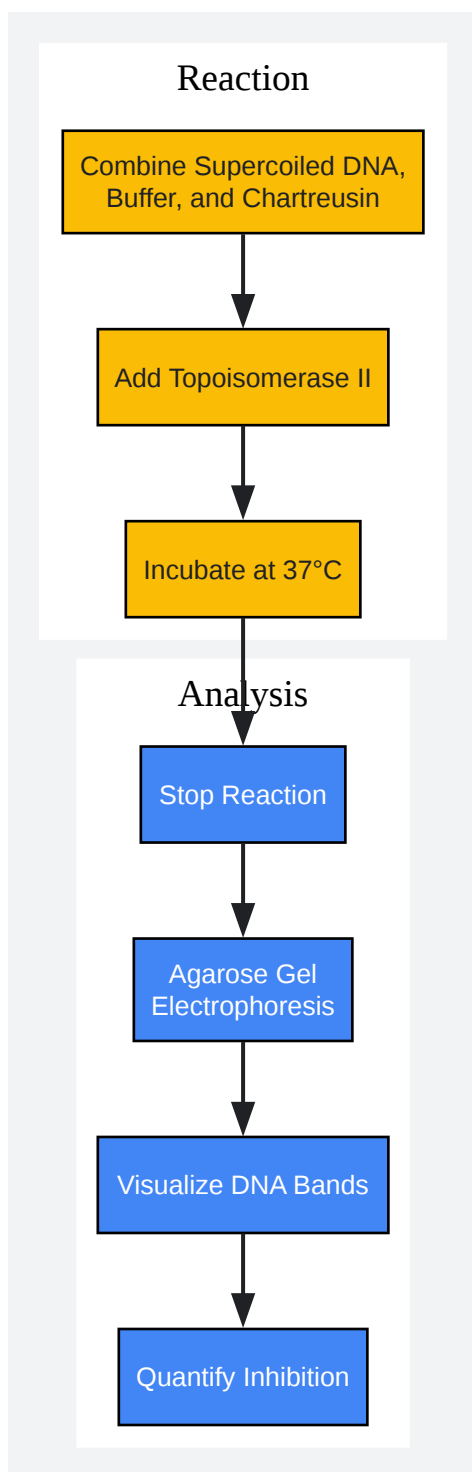 Reaction
Combine Supercoiled DNA,
Buffer, and Chartreusin
Add Topoisomerase II
Incubate at 37°C
Analysis
Stop Reaction
Agarose Gel
Electrophoresis
Visualize DNA Bands
Quantify Inhibition